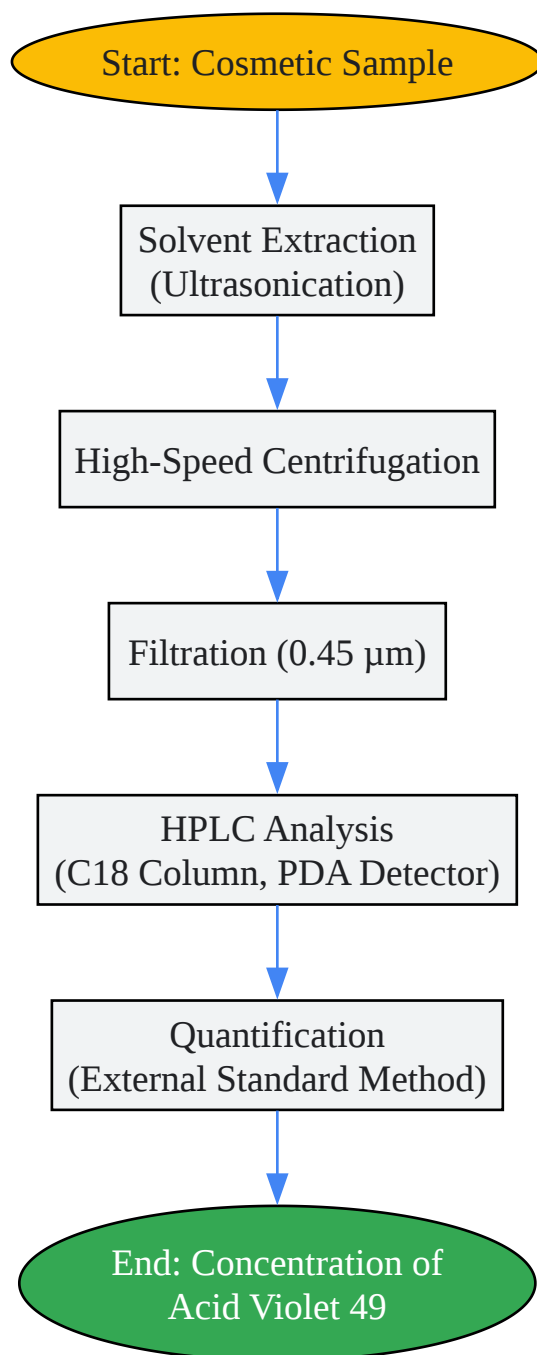 Start: Cosmetic Sample
Solvent Extraction
(Ultrasonication)
High-Speed Centrifugation
Filtration (0.45 µm)
HPLC Analysis
(C18 Column, PDA Detector)
Quantification
(External Standard Method)
End: Concentration of
Acid Violet 49